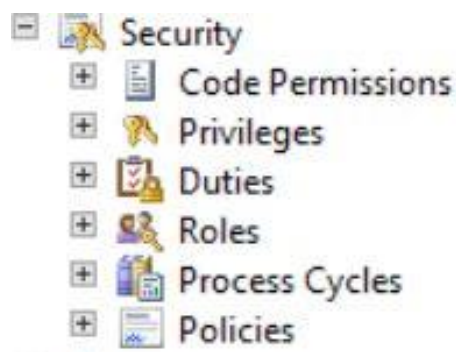 Security
Code Permissions
Privileges
Duties
Roles
Process Cycles
Policies